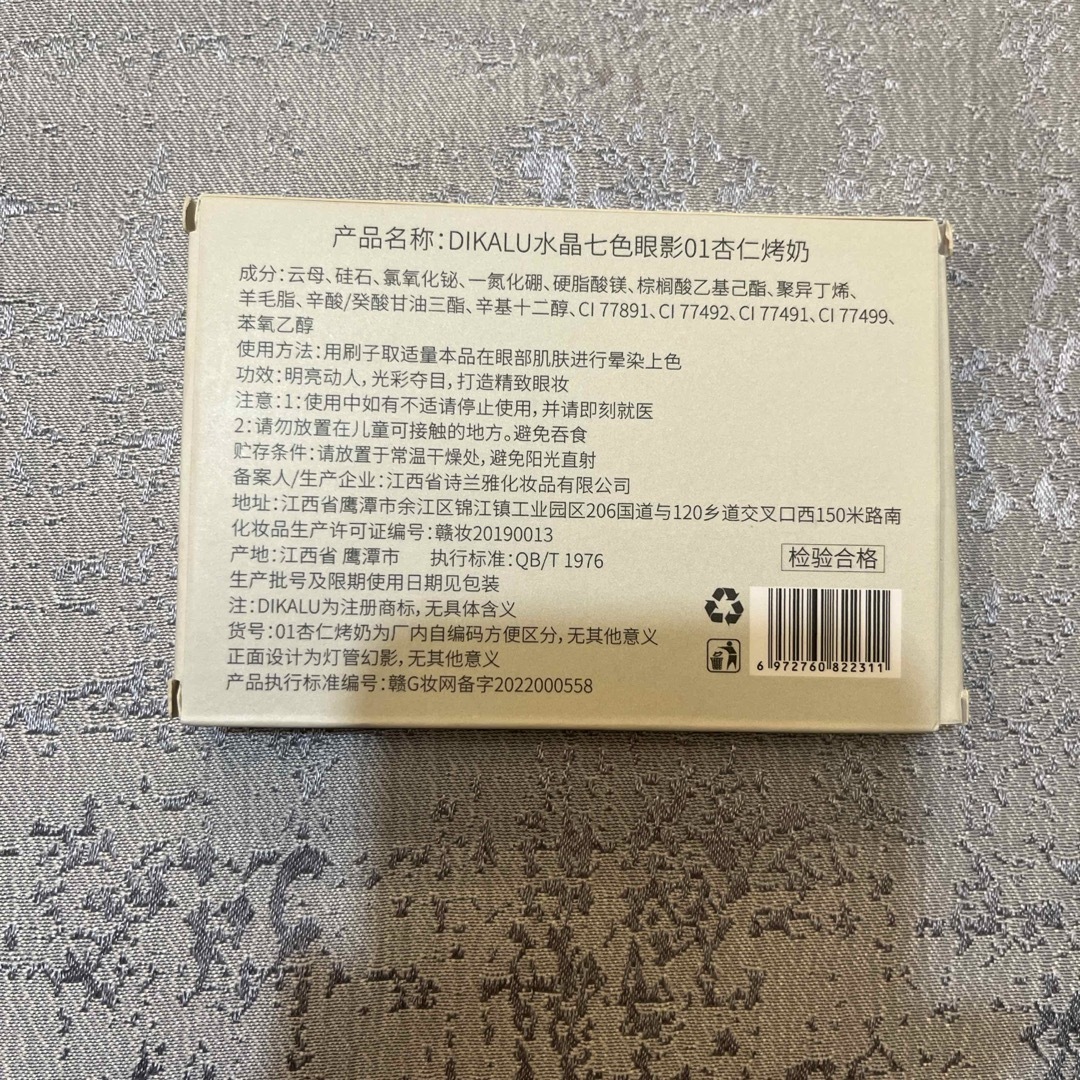 产品名称:DIKALU水晶七色眼影01杏仁烤奶
成分:云母、硅石、氯氧化铋、一氮化硼、硬脂酸镁、棕榈酸乙基己酯、聚异丁烯、
羊毛脂、辛酸/癸酸甘油三酯、辛基十二醇、CI 77891、CI 77492、CI 77491、CI 77499、
苯氧乙醇
使用方法:用刷子取适量本品在眼部肌肤进行晕染上色
功效:明亮动人,光彩夺目,打造精致眼妆
注意:1:使用中如有不适请停止使用,并请即刻就医
2:请勿放置在儿童可接触的地方。避免吞食
贮存条件:请放置于常温干燥处,避免阳光直射
备案人/生产企业:江西省诗兰雅化妆品有限公司
地址:江西省鹰潭市余江区锦江镇工业园区206国道与120乡道交叉口西150米路南
化妆品生产许可证编号:赣妆20190013
产地:江西省 鹰潭市 执行标准:QB/T 1976
检验合格
生产批号及限期使用日期见包装
注:DIKALU为注册商标,无具体含义
货号:01杏仁烤奶为厂内自编码方便区分,无其他意义
正面设计为灯管幻影,无其他意义
产品执行标准编号:赣G妆网备字2022000558
6 972760 822311